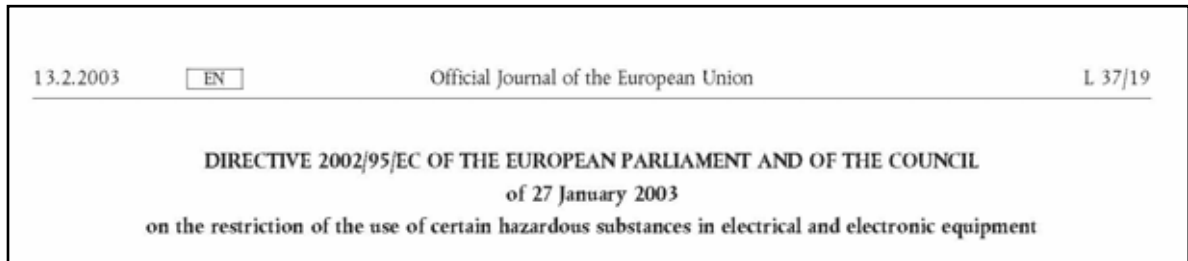 13.2.2003 EN Official Journal of the European Union L 37/19
DIRECTIVE 2002/95/EC OF THE EUROPEAN PARLIAMENT AND OF THE COUNCIL
of 27 January 2003
on the restriction of the use of certain hazardous substances in electrical and electronic equipment